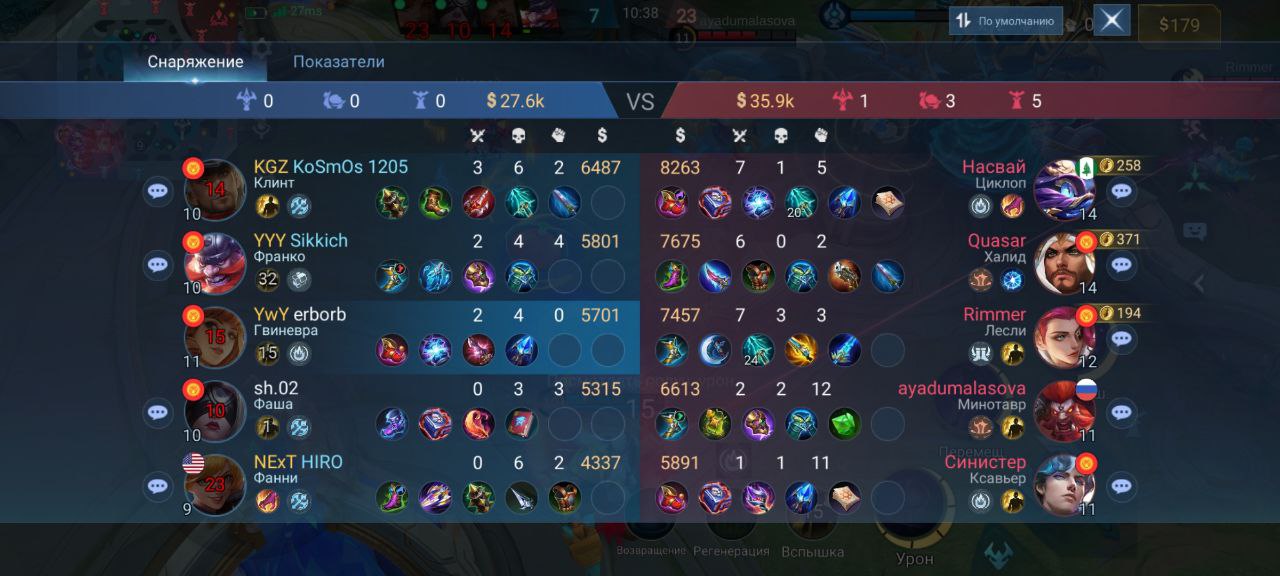 27ms
23 10 14
7 10:38 23
ayadumalasova
11
По умолчанию
0
$179
Снаряжение Показатели
Rimmer
0 0 0 $27.6k VS $35.9k 1 3 5
$ $
KGZ KoSmOs 1205 3 6 2 6487 8263 7 1 5 Насвай 258
Клинт Циклоп
14 10 20 14
YYY Sikkich 2 4 4 5801 7675 6 0 2 Quasar 371
Франко Халид
10 32 14
YwY erborb 2 4 0 5701 7457 7 3 3 Rimmer 194
Гвиневра Лесли
15 11 15 24 12
sh.02 0 3 3 5315 6613 2 2 12 ayadumalasova
Фаша Минотавр
10 10 1 11
NExT HIRO 0 6 2 4337 5891 1 1 11 Синистер
Фанни Ксавьер
23 9 11
Возвращение Регенерация Вспышка Урон